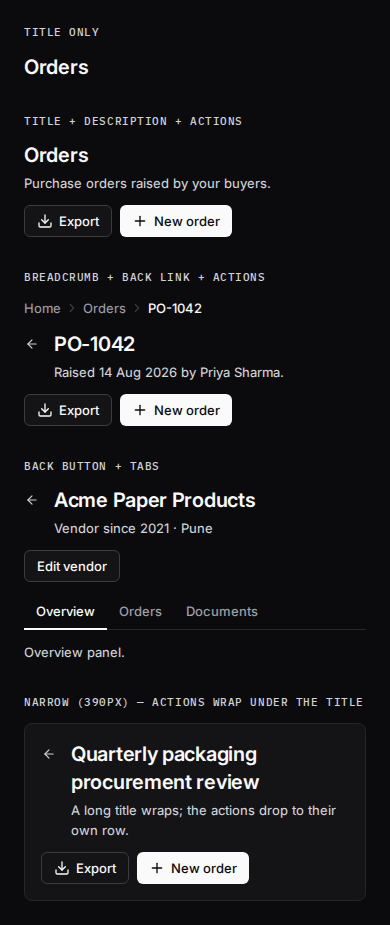 TITLE ONLY
Orders
TITLE + DESCRIPTION + ACTIONS
Orders
Purchase orders raised by your buyers.
Export New order
BREADCRUMB + BACK LINK + ACTIONS
Home Orders PO-1042
PO-1042
Raised 14 Aug 2026 by Priya Sharma.
Export New order
BACK BUTTON + TABS
Acme Paper Products
Vendor since 2021 · Pune
Edit vendor
Overview Orders Documents
Overview panel.
NARROW (390PX) — ACTIONS WRAP UNDER THE TITLE
Quarterly packaging
procurement review
A long title wraps; the actions drop to their
own row.
Export New order